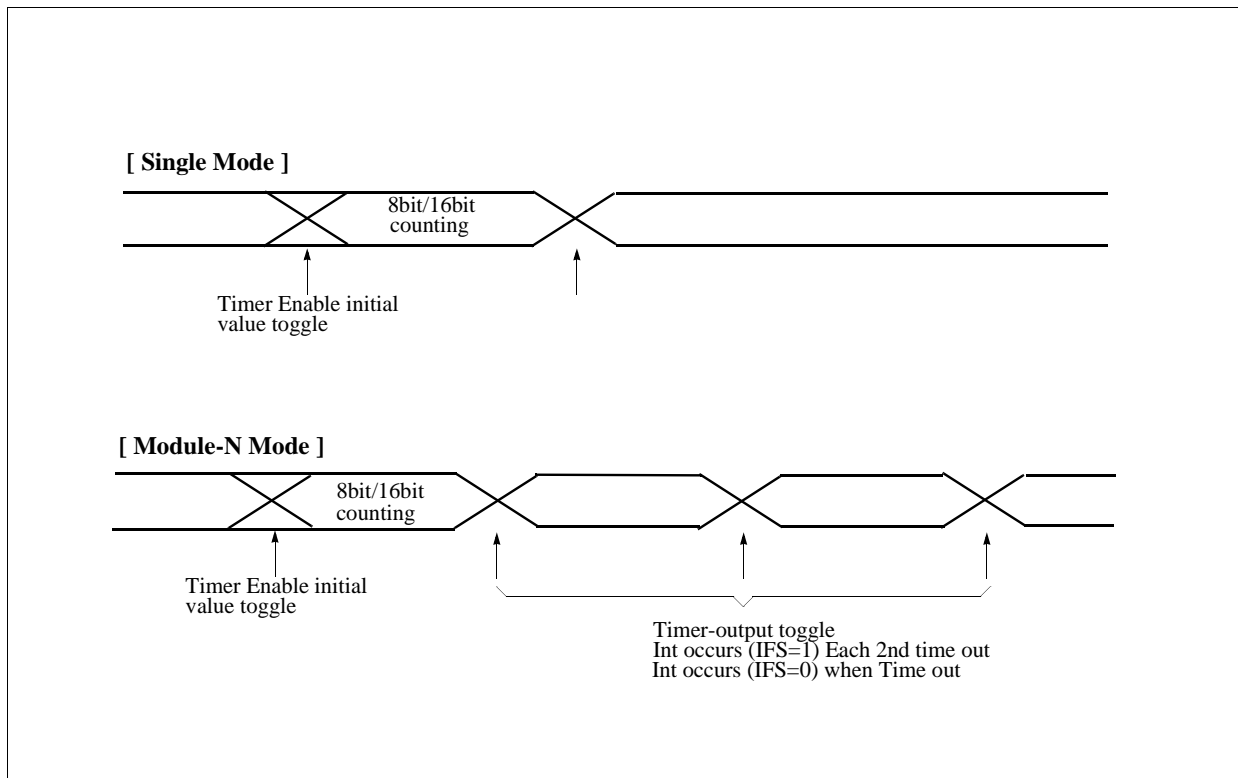 [ Single Mode ]
8bit/16bit
counting
Timer Enable initial
value toggle
[ Module-N Mode ]
8bit/16bit
counting
Timer Enable initial
value toggle
Timer-output toggle
Int occurs (IFS=1) Each 2nd time out
Int occurs (IFS=0) when Time out